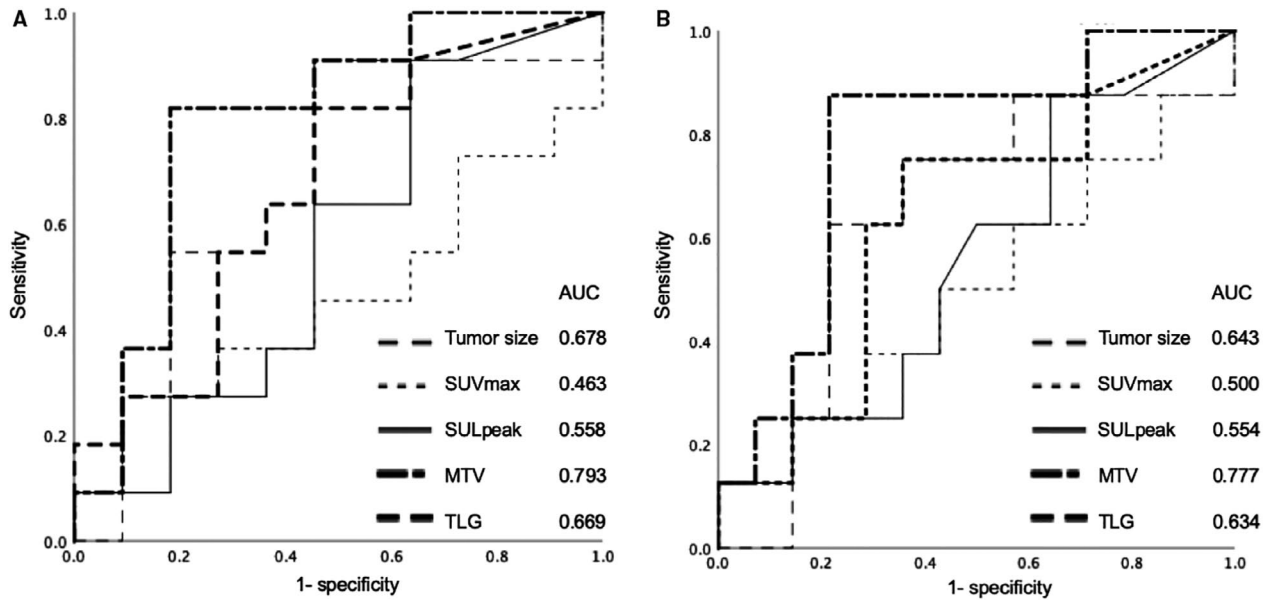 A
1.0
0.8
0.6
0.4
0.2
0.0
Sensitivity
AUC
Tumor size 0.678
SUVmax 0.463
SULpeak 0.558
MTV 0.793
TLG 0.669
0.0 0.2 0.4 0.6 0.8 1.0
1- specificity
B
1.0
0.8
0.6
0.4
0.2
0.0
Sensitivity
AUC
Tumor size 0.643
SUVmax 0.500
SULpeak 0.554
MTV 0.777
TLG 0.634
0.0 0.2 0.4 0.6 0.8 1.0
1- specificity